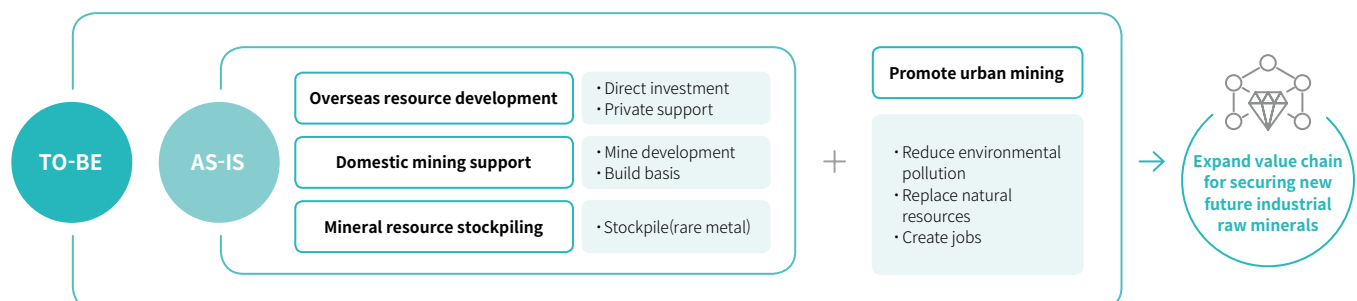 TO-BE
AS-IS
Overseas resource development
· Direct investment
· Private support
Domestic mining support
· Mine development
· Build basis
Mineral resource stockpiling
· Stockpile(rare metal)
+
Promote urban mining
· Reduce environmental
pollution
· Replace natural
resources
· Create jobs
Expand value chain
for securing new
future industrial
raw minerals